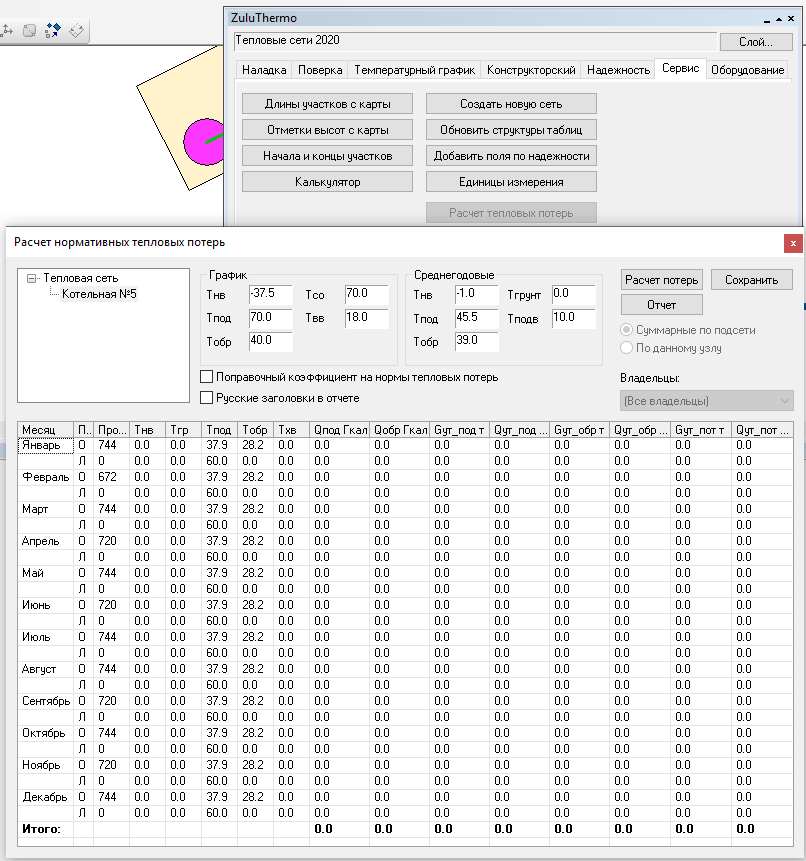 ZuluThermo
Тепловые сети 2020
Слой...
Наладка Поверка Температурный график Конструкторский Надежность Сервис Оборудование
Длины участков с карты Создать новую сеть
Отметки высот с карты Обновить структуры таблиц
Начала и концы участков Добавить поля по надежности
Калькулятор Единицы измерения
Расчет тепловых потерь
Расчет нормативных тепловых потерь
Тепловая сеть
Котельная №5
График
Тнв -37.5 Тсо 70.0
Тпод 70.0 Твв 18.0
Тобр 40.0
Среднегодовые
Тнв -1.0 Тгрунт 0.0
Тпод 45.5 Тподв 10.0
Тобр 39.0
Расчет потерь Сохранить
Отчет
Суммарные по подсети
По данному узлу
Владельцы:
(Все владельцы)
Поправочный коэффициент на нормы тепловых потерь
Русские заголовки в отчете
Месяц П.. Про... Тнв Тгр Тпод Тобр Тхв Qпод Гкал Qобр Гкал Gут_под т Qут_под ... Gут_обр т Qут_обр ... Gут_пот т Qут_пот ...
Январь О 744 0.0 0.0 37.9 28.2 0.0 0.0 0.0 0.0 0.0 0.0 0.0 0.0 0.0
Л 0 0.0 0.0 60.0 0.0 0.0 0.0 0.0 0.0 0.0 0.0 0.0 0.0 0.0
Февраль О 672 0.0 0.0 37.9 28.2 0.0 0.0 0.0 0.0 0.0 0.0 0.0 0.0 0.0
Л 0 0.0 0.0 60.0 0.0 0.0 0.0 0.0 0.0 0.0 0.0 0.0 0.0 0.0
Март О 744 0.0 0.0 37.9 28.2 0.0 0.0 0.0 0.0 0.0 0.0 0.0 0.0 0.0
Л 0 0.0 0.0 60.0 0.0 0.0 0.0 0.0 0.0 0.0 0.0 0.0 0.0 0.0
Апрель О 720 0.0 0.0 37.9 28.2 0.0 0.0 0.0 0.0 0.0 0.0 0.0 0.0 0.0
Л 0 0.0 0.0 60.0 0.0 0.0 0.0 0.0 0.0 0.0 0.0 0.0 0.0 0.0
Май О 744 0.0 0.0 37.9 28.2 0.0 0.0 0.0 0.0 0.0 0.0 0.0 0.0 0.0
Л 0 0.0 0.0 60.0 0.0 0.0 0.0 0.0 0.0 0.0 0.0 0.0 0.0 0.0
Июнь О 720 0.0 0.0 37.9 28.2 0.0 0.0 0.0 0.0 0.0 0.0 0.0 0.0 0.0
Л 0 0.0 0.0 60.0 0.0 0.0 0.0 0.0 0.0 0.0 0.0 0.0 0.0 0.0
Июль О 744 0.0 0.0 37.9 28.2 0.0 0.0 0.0 0.0 0.0 0.0 0.0 0.0 0.0
Л 0 0.0 0.0 60.0 0.0 0.0 0.0 0.0 0.0 0.0 0.0 0.0 0.0 0.0
Август О 744 0.0 0.0 37.9 28.2 0.0 0.0 0.0 0.0 0.0 0.0 0.0 0.0 0.0
Л 0 0.0 0.0 60.0 0.0 0.0 0.0 0.0 0.0 0.0 0.0 0.0 0.0 0.0
Сентябрь О 720 0.0 0.0 37.9 28.2 0.0 0.0 0.0 0.0 0.0 0.0 0.0 0.0 0.0
Л 0 0.0 0.0 60.0 0.0 0.0 0.0 0.0 0.0 0.0 0.0 0.0 0.0 0.0
Октябрь О 744 0.0 0.0 37.9 28.2 0.0 0.0 0.0 0.0 0.0 0.0 0.0 0.0 0.0
Л 0 0.0 0.0 60.0 0.0 0.0 0.0 0.0 0.0 0.0 0.0 0.0 0.0 0.0
Ноябрь О 720 0.0 0.0 37.9 28.2 0.0 0.0 0.0 0.0 0.0 0.0 0.0 0.0 0.0
Л 0 0.0 0.0 60.0 0.0 0.0 0.0 0.0 0.0 0.0 0.0 0.0 0.0 0.0
Декабрь О 744 0.0 0.0 37.9 28.2 0.0 0.0 0.0 0.0 0.0 0.0 0.0 0.0 0.0
Л 0 0.0 0.0 60.0 0.0 0.0 0.0 0.0 0.0 0.0 0.0 0.0 0.0 0.0
Итого: 0.0 0.0 0.0 0.0 0.0 0.0 0.0 0.0